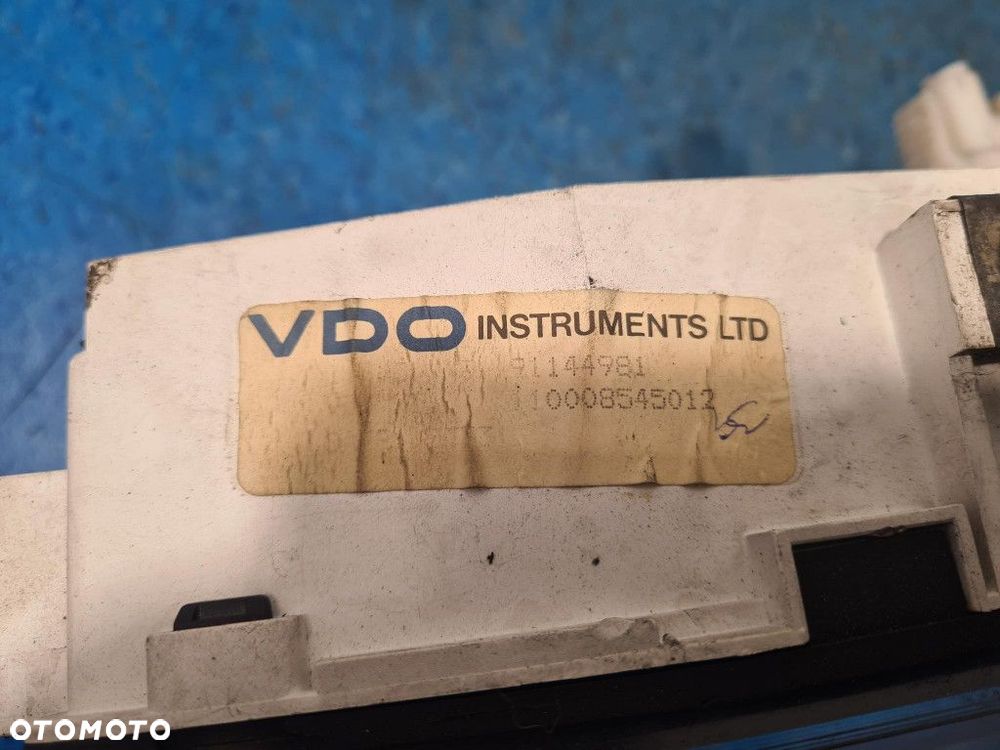 VDO INSTRUMENTS LTD
91144981
110008545012
OTOMOTO